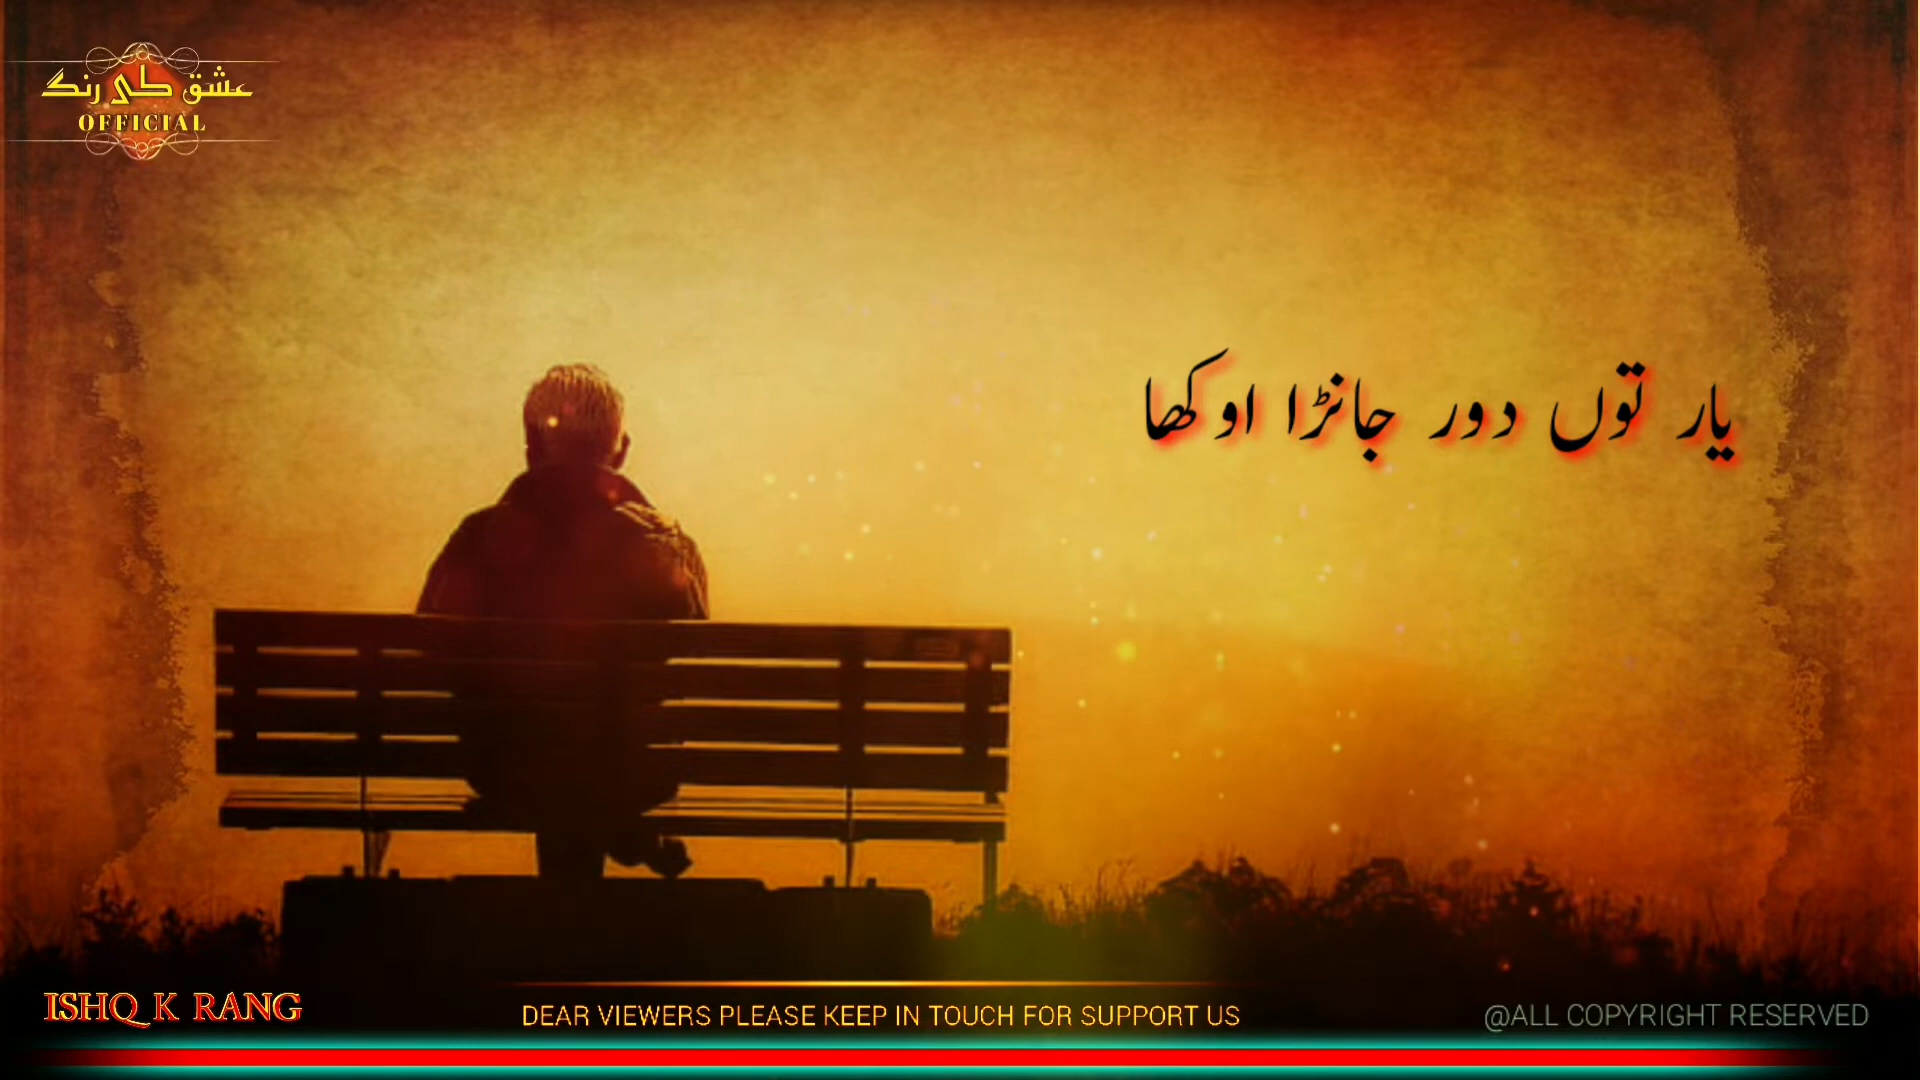 عشق کے رنگ
OFFICIAL
یار توں دور جانڑا اوکھا
ISHQ K RANG
DEAR VIEWERS PLEASE KEEP IN TOUCH FOR SUPPORT US
@ALL COPYRIGHT RESERVED